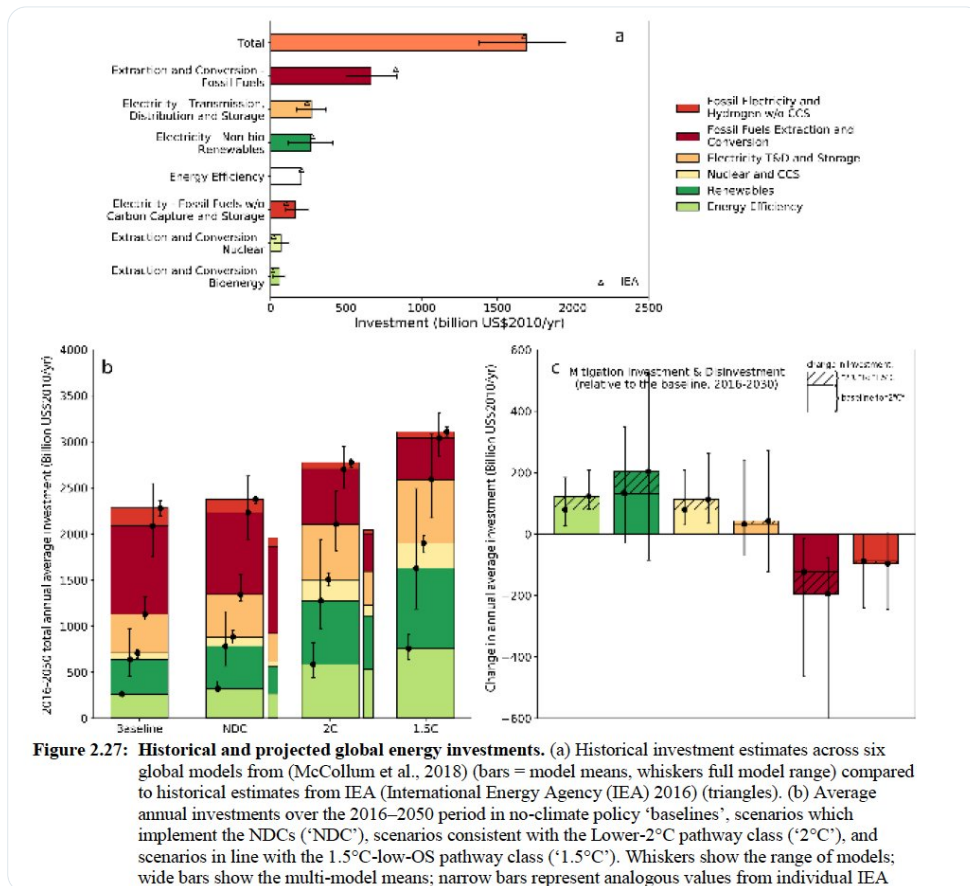 a
Total
Extraction and Conversion -
Fossil Fuels
Electricity - Transmission,
Distribution and Storage
Electricity - Non-bio
Renewables
Energy Efficiency
Electricity - Fossil Fuels w/o
Carbon Capture and Storage
Extraction and Conversion -
Nuclear
Extraction and Conversion -
Bioenergy
IEA
0 500 1000 1500 2000 2500
Investment (billion US$2010/yr)
Fossil Electricity and
Hydrogen w/o CCS
Fossil Fuels Extraction and
Conversion
Electricity T&D and Storage
Nuclear and CCS
Renewables
Energy Efficiency
b
2016-2050 total annual average investment (Billion US$2010/yr)
4000
3500
3000
2500
2000
1500
1000
500
0
Baseline NDC 2C 1.5C
c
Mitigation Investment & Disinvestment
(relative to the baseline, 2016-2030)
change in investment:
baseline to 2°C
Change in annual average investment (Billion US$2010/yr)
600
400
200
0
−200
−400
−600
Figure 2.27: Historical and projected global energy investments. (a) Historical investment estimates across six
global models from (McCollum et al., 2018) (bars = model means, whiskers full model range) compared
to historical estimates from IEA (International Energy Agency (IEA) 2016) (triangles). (b) Average
annual investments over the 2016–2050 period in no-climate policy ‘baselines’, scenarios which
implement the NDCs (‘NDC’), scenarios consistent with the Lower-2°C pathway class (‘2°C’), and
scenarios in line with the 1.5°C-low-OS pathway class (‘1.5°C’). Whiskers show the range of models;
wide bars show the multi-model means; narrow bars represent analogous values from individual IEA